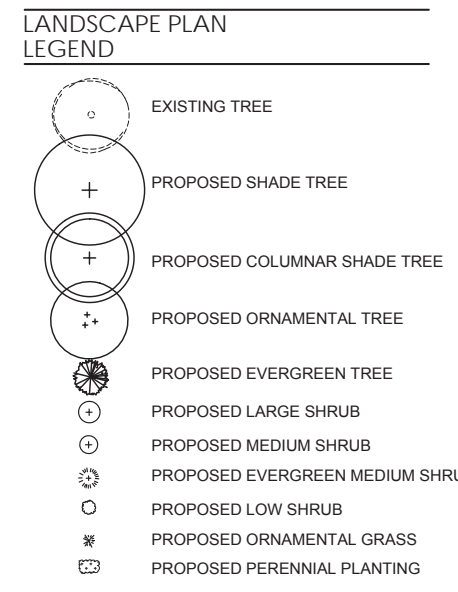 LANDSCAPE PLAN
LEGEND
EXISTING TREE
PROPOSED SHADE TREE
PROPOSED COLUMNAR SHADE TREE
PROPOSED ORNAMENTAL TREE
PROPOSED EVERGREEN TREE
PROPOSED LARGE SHRUB
PROPOSED MEDIUM SHRUB
PROPOSED EVERGREEN MEDIUM SHRU
PROPOSED LOW SHRUB
PROPOSED ORNAMENTAL GRASS
PROPOSED PERENNIAL PLANTING